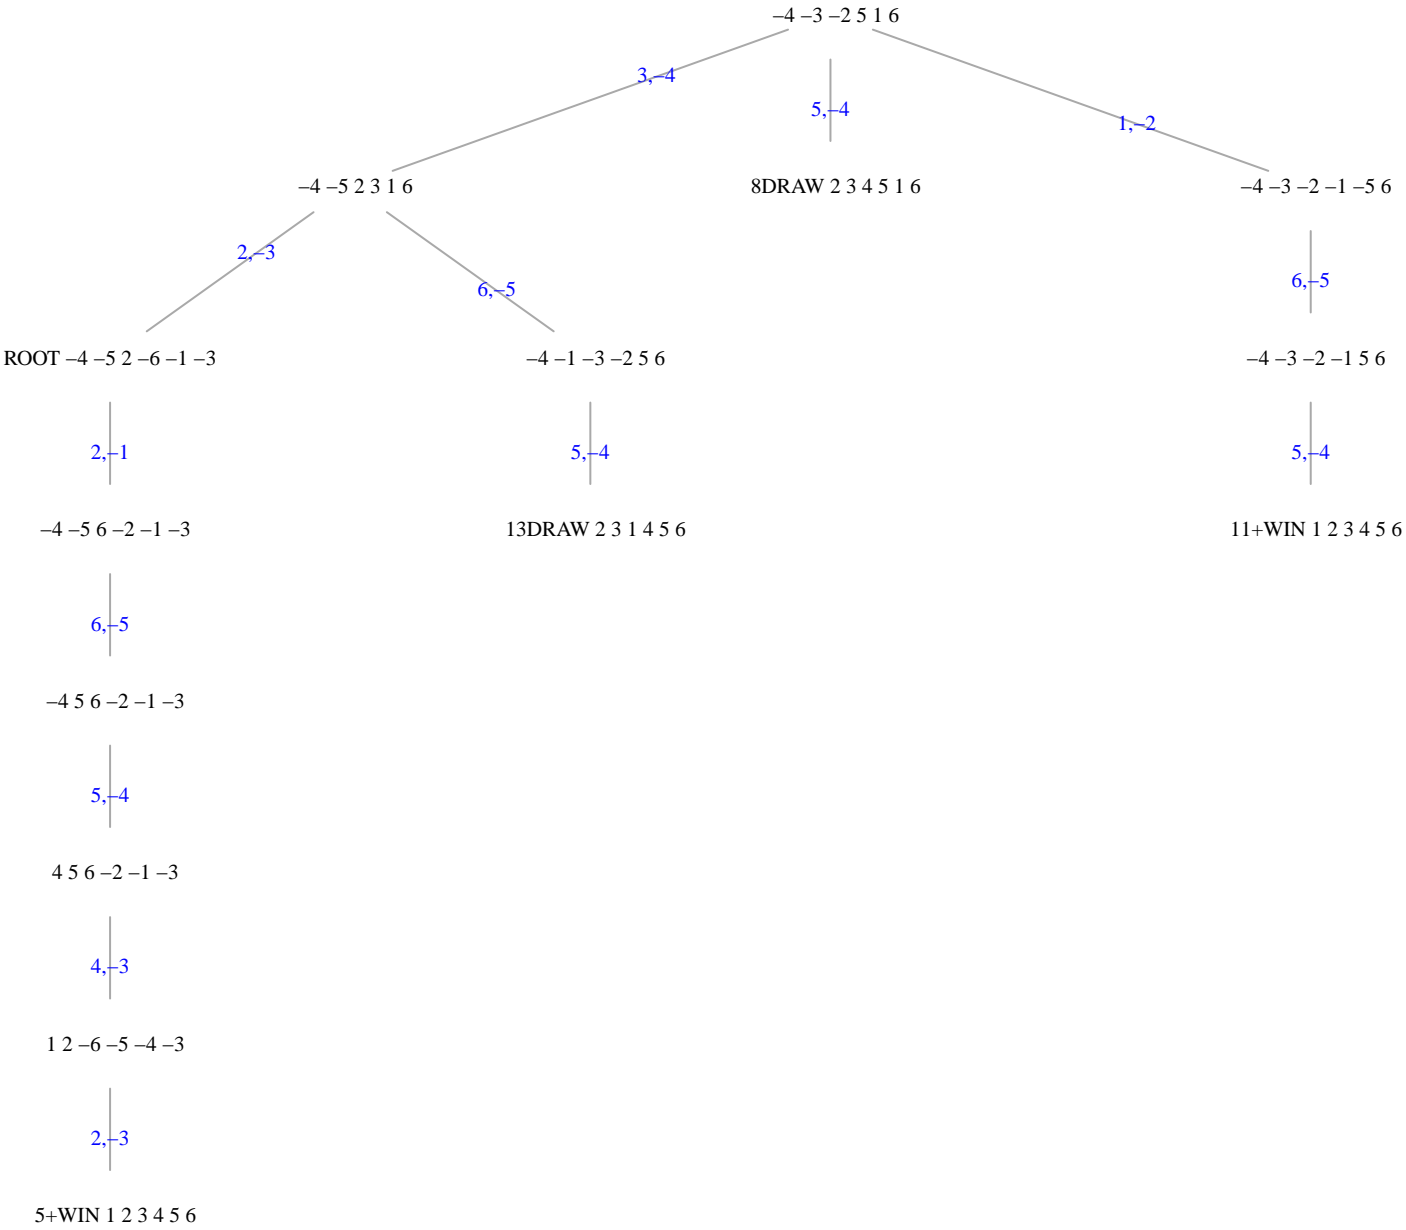 –4 –3 –2 5 1 6
3,–4
5,–4
1,–2
–4 –5 2 3 1 6
8DRAW 2 3 4 5 1 6
–4 –3 –2 –1 –5 6
2,–3
6,–5
6,–5
ROOT –4 –5 2 –6 –1 –3
–4 –1 –3 –2 5 6
–4 –3 –2 –1 5 6
2,–1
5,–4
5,–4
–4 –5 6 –2 –1 –3
13DRAW 2 3 1 4 5 6
11+WIN 1 2 3 4 5 6
6,–5
–4 5 6 –2 –1 –3
5,–4
4 5 6 –2 –1 –3
4,–3
1 2 –6 –5 –4 –3
2,–3
5+WIN 1 2 3 4 5 6